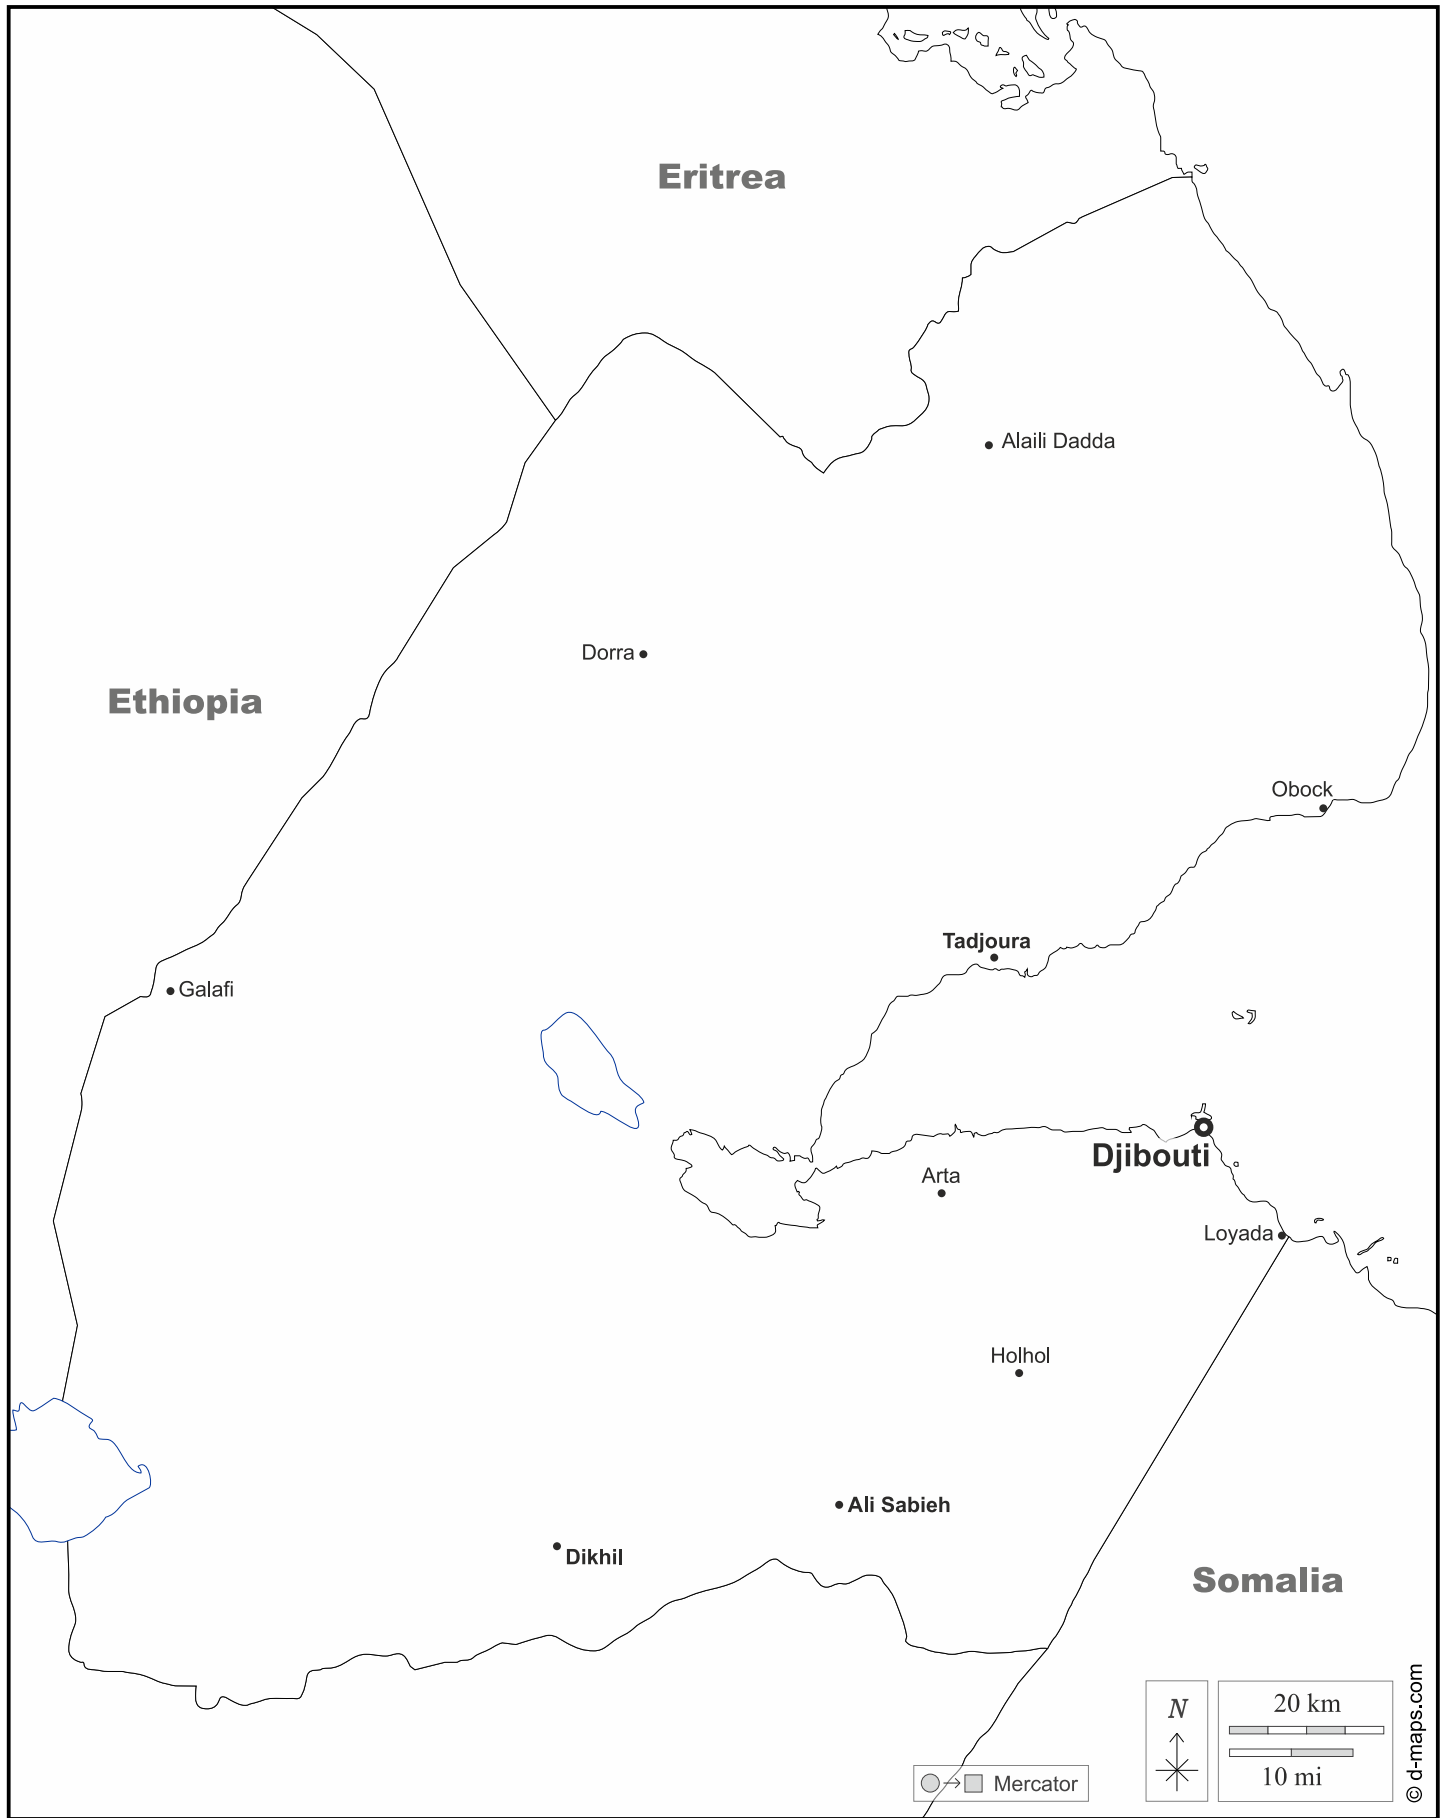 Eritrea
Alaili Dadda
Dorra
Ethiopia
Obock
Tadjoura
Galafi
Djibouti
Arta
Loyada
Holhol
Ali Sabieh
Dikhil
Somalia
N
20 km
10 mi
Mercator
© d-maps.com